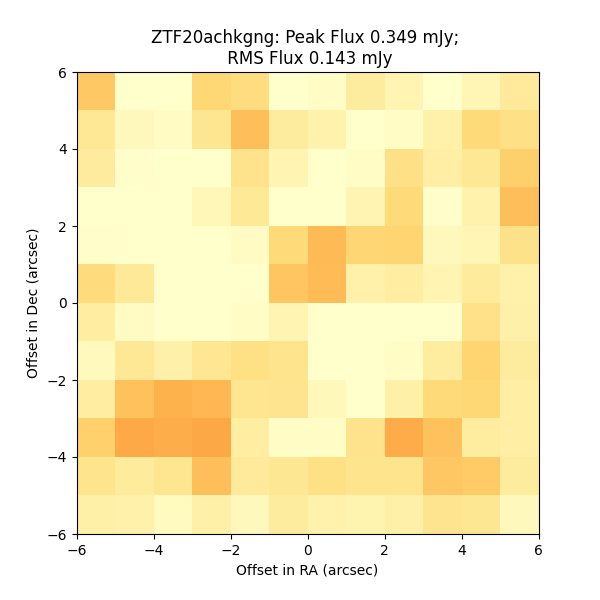 ZTF20achkgng: Peak Flux 0.349 mJy;
RMS Flux 0.143 mJy
6
4
2
0
−2
−4
−6
Offset in Dec (arcsec)
−6 −4 −2 0 2 4 6
Offset in RA (arcsec)